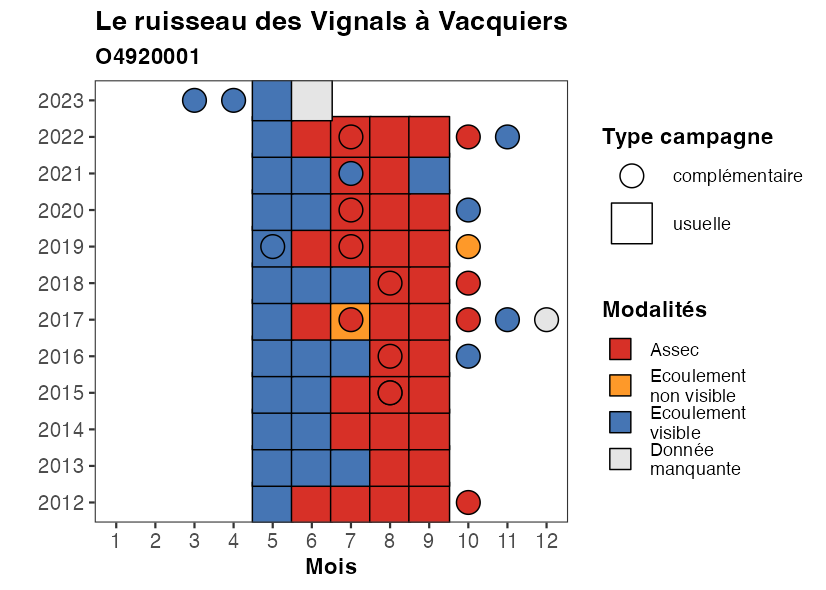 Le ruisseau des Vignals à Vacquiers
O4920001
2023
2022
2021
2020
2019
2018
2017
2016
2015
2014
2013
2012
1 2 3 4 5 6 7 8 9 10 11 12
Mois
Type campagne
complémentaire
usuelle
Modalités
Assec
Ecoulement
non visible
Ecoulement
visible
Donnée
manquante